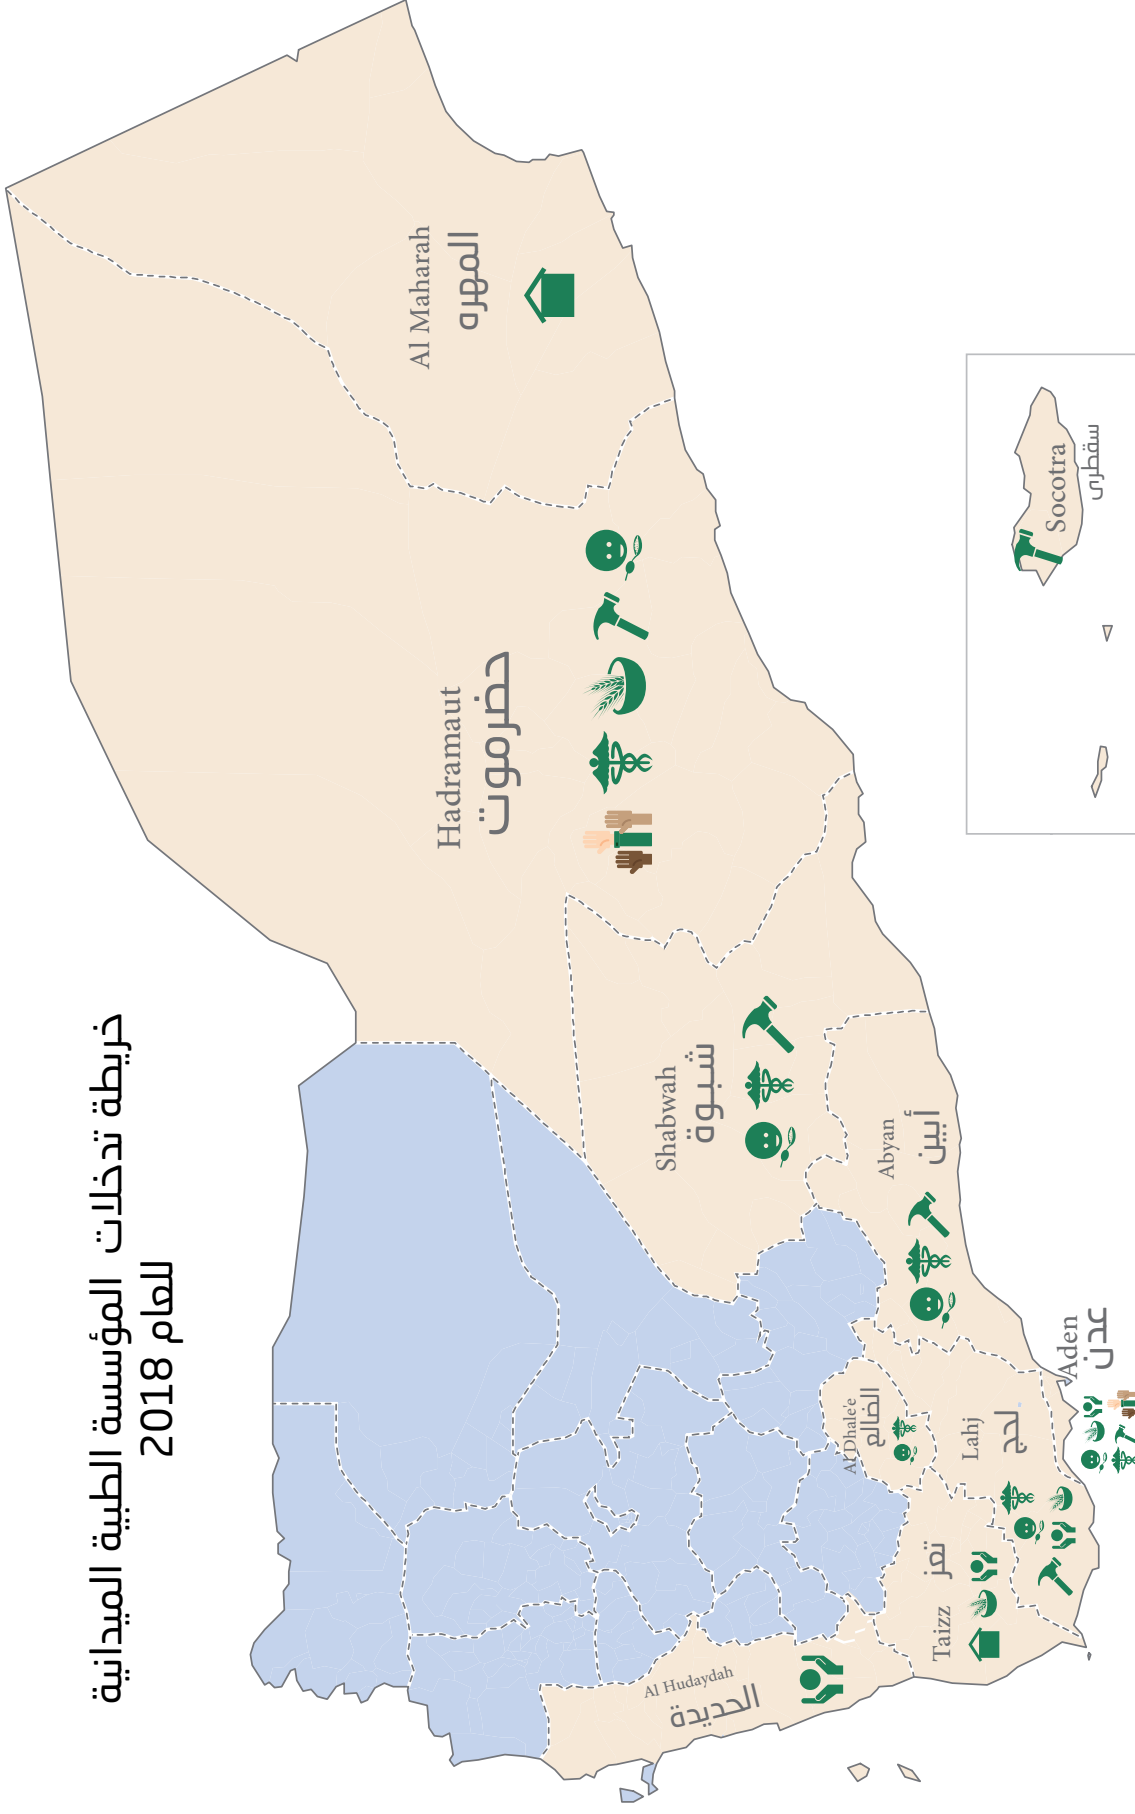 خريطة تدخلات المؤسسة الطبية الميدانية
للعام 2018
Al Maharah
المهره
Hadramaut
حضرموت
Shabwah
شبوة
Abyan
أبين
Socotra
سقطرى
Aden
عدن
Al Dhale'e
الضالع
Lahj
لحج
Taizz
تعز
Al Hudaydah
الحديدة